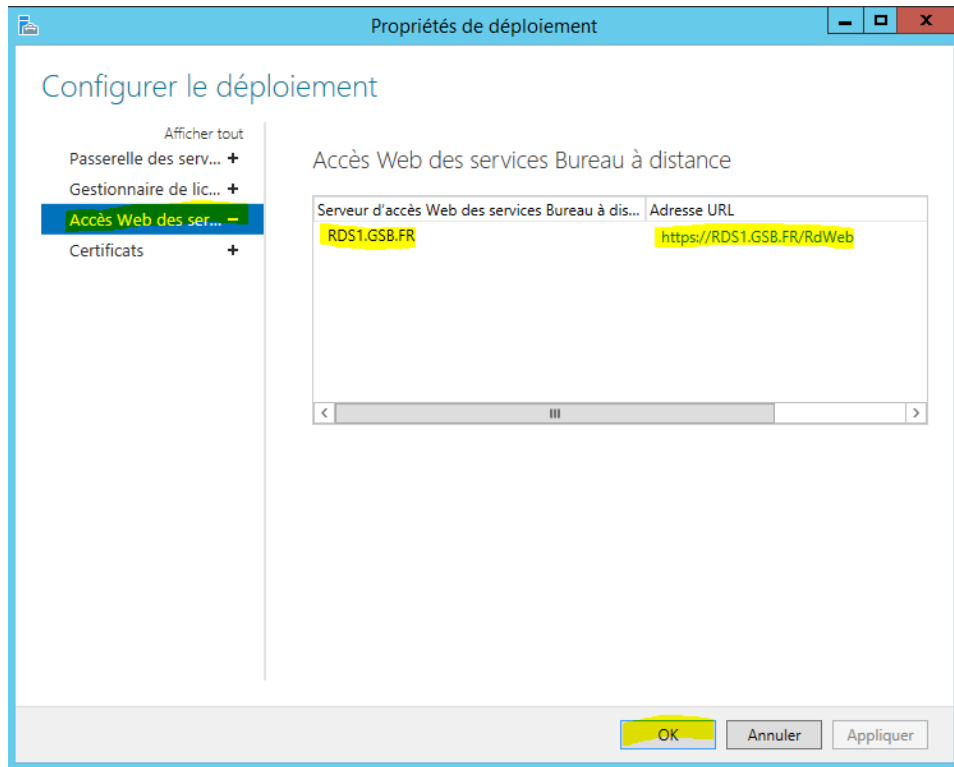 Propriétés de déploiement
Configurer le déploiement
Afficher tout
Passerelle des serv... +
Gestionnaire de lic... +
Accès Web des ser... –
Certificats +
Accès Web des services Bureau à distance
Serveur d'accès Web des services Bureau à dis... Adresse URL
RDS1.GSB.FR https://RDS1.GSB.FR/RdWeb
OK Annuler Appliquer